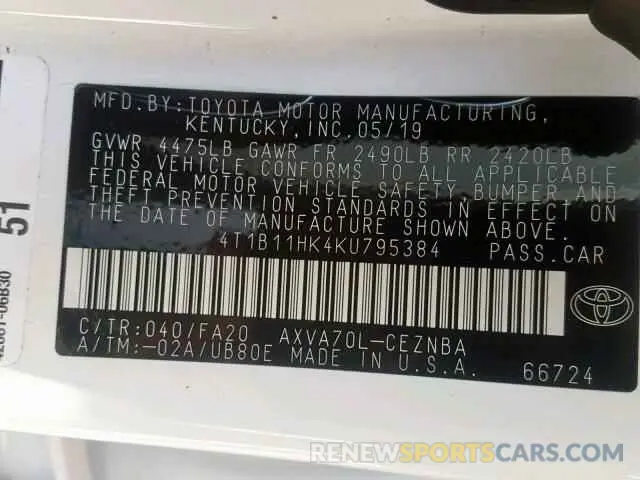 MFD.BY:TOYOTA MOTOR MANUFACTURING,
KENTUCKY, INC.05/19
GVWR 4475LB GAWR FR 2490LB RR 2420LB
THIS VEHICLE CONFORMS TO ALL APPLICABLE
FEDERAL MOTOR VEHICLE SAFETY,BUMPER AND
THEFT PREVENTION STANDARDS IN EFFECT ON
THE DATE OF MANUFACTURE SHOWN ABOVE.
4T1B11HK4KU795384 PASS.CAR
C/TR:040/FA20 AXVA70L-CEZNBA
A/TM:-02A/UB80E MADE IN U.S.A.
66724
51
RENEWSPORTSCARS.COM